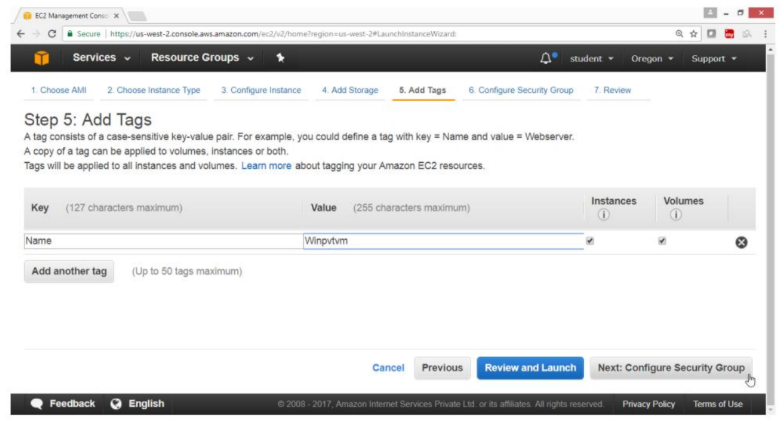 EC2 Management Conso
Secure | https://us-west-2.console.aws.amazon.com/ec2/v2/home?region=us-west-2#LaunchInstanceWizard:
Services Resource Groups student Oregon Support
1. Choose AMI 2. Choose Instance Type 3. Configure Instance 4. Add Storage 5. Add Tags 6. Configure Security Group 7. Review
Step 5: Add Tags
A tag consists of a case-sensitive key-value pair. For example, you could define a tag with key = Name and value = Webserver.
A copy of a tag can be applied to volumes, instances or both.
Tags will be applied to all instances and volumes. Learn more about tagging your Amazon EC2 resources.
Key (127 characters maximum) Value (255 characters maximum) Instances Volumes
Name Winpvtvm
Add another tag (Up to 50 tags maximum)
Cancel Previous Review and Launch Next: Configure Security Group
Feedback English © 2008 - 2017, Amazon Internet Services Private Ltd. or its affiliates. All rights reserved. Privacy Policy Terms of Use